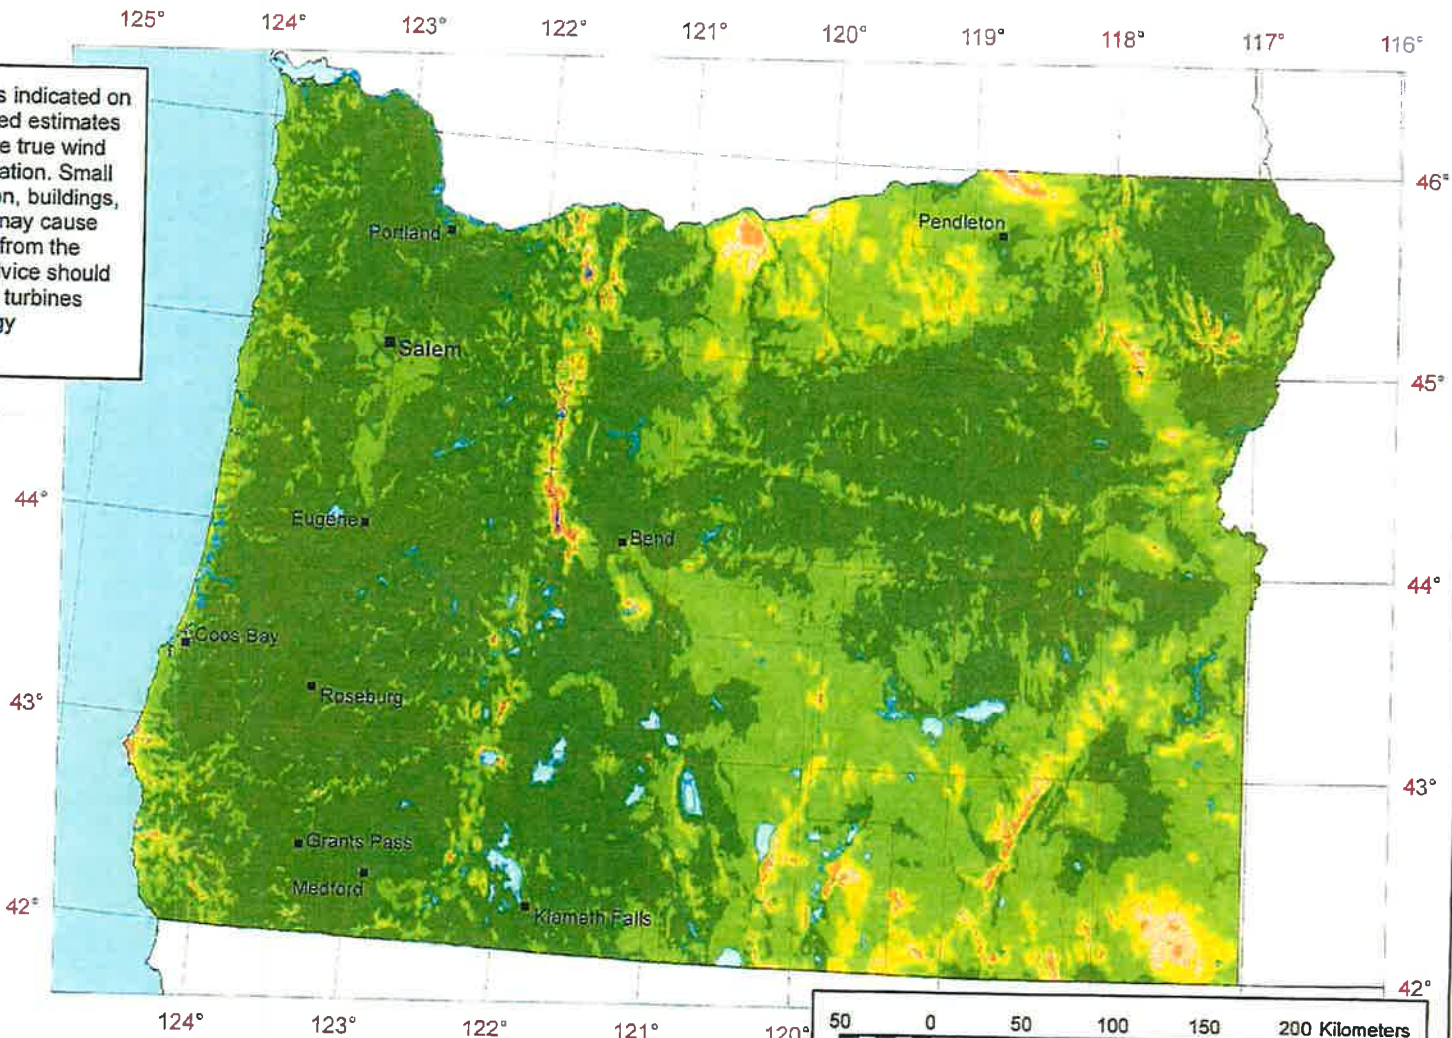 125° 124° 123° 122° 121° 120° 119° 118° 117° 116°
s indicated on
ed estimates
e true wind
ation. Small
n, buildings,
may cause
from the
vice should
turbines
gy
46°
Pendleton
Portland
Salem
45°
44°
Eugene
Bend
44°
Coos Bay
43°
Roseburg
43°
Grants Pass
Medford
42°
Klamath Falls
42°
124° 123° 122° 121° 120°
50 0 50 100 150 200 Kilometers